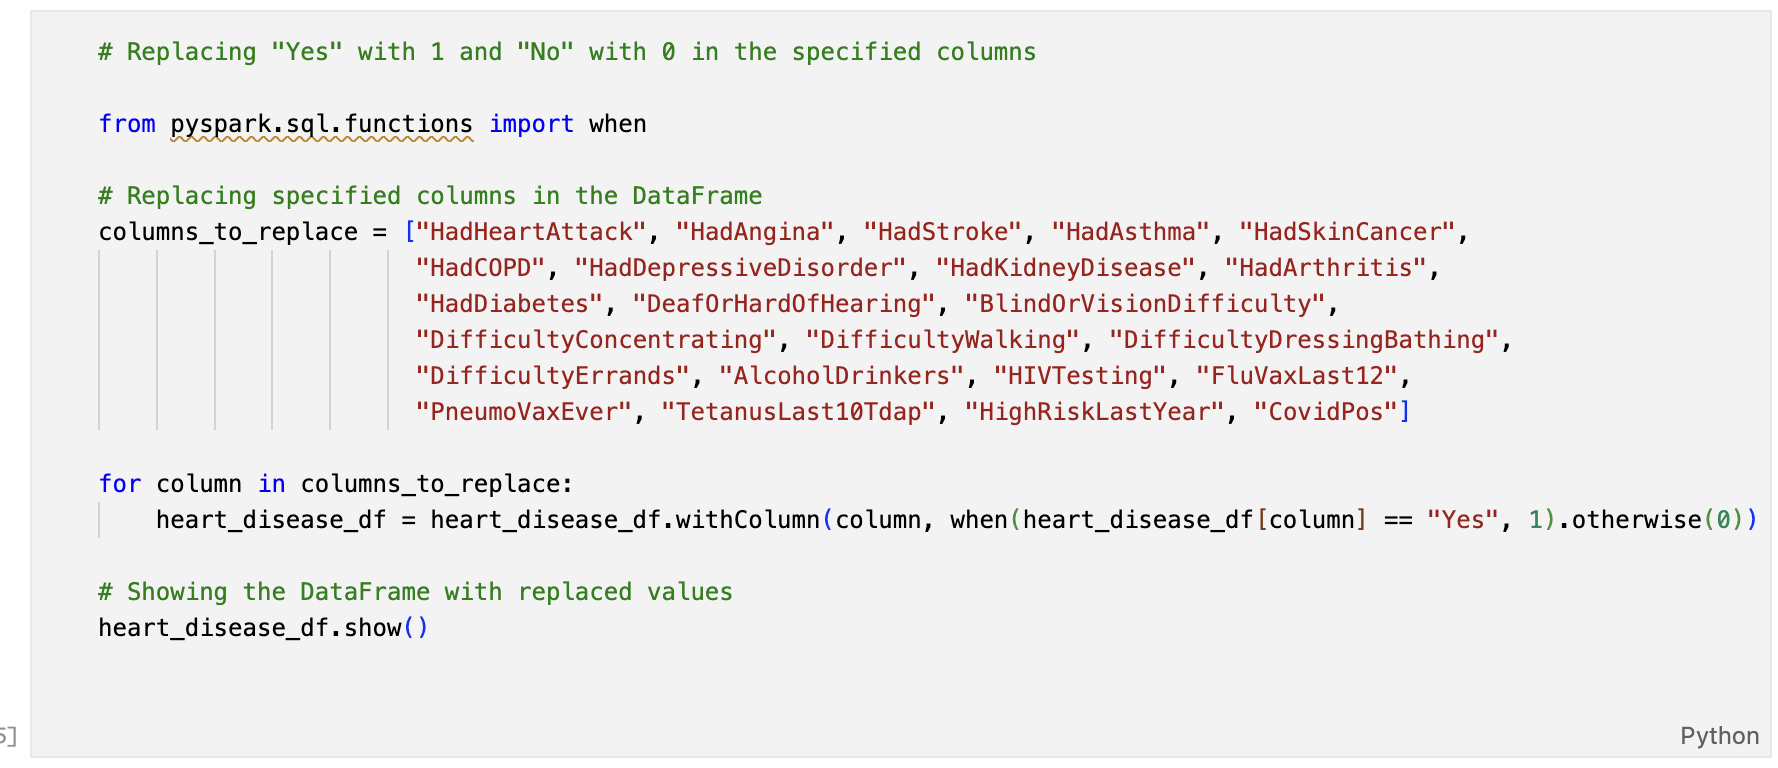 # Replacing "Yes" with 1 and "No" with 0 in the specified columns
from pyspark.sql.functions import when
# Replacing specified columns in the DataFrame
columns_to_replace = ["HadHeartAttack", "HadAngina", "HadStroke", "HadAsthma", "HadSkinCancer",
"HadCOPD", "HadDepressiveDisorder", "HadKidneyDisease", "HadArthritis",
"HadDiabetes", "DeafOrHardOfHearing", "BlindOrVisionDifficulty",
"DifficultyConcentrating", "DifficultyWalking", "DifficultyDressingBathing",
"DifficultyErrands", "AlcoholDrinkers", "HIVTesting", "FluVaxLast12",
"PneumoVaxEver", "TetanusLast10Tdap", "HighRiskLastYear", "CovidPos"]
for column in columns_to_replace:
heart_disease_df = heart_disease_df.withColumn(column, when(heart_disease_df[column] == "Yes", 1).otherwise(0))
# Showing the DataFrame with replaced values
heart_disease_df.show()
5]
Python